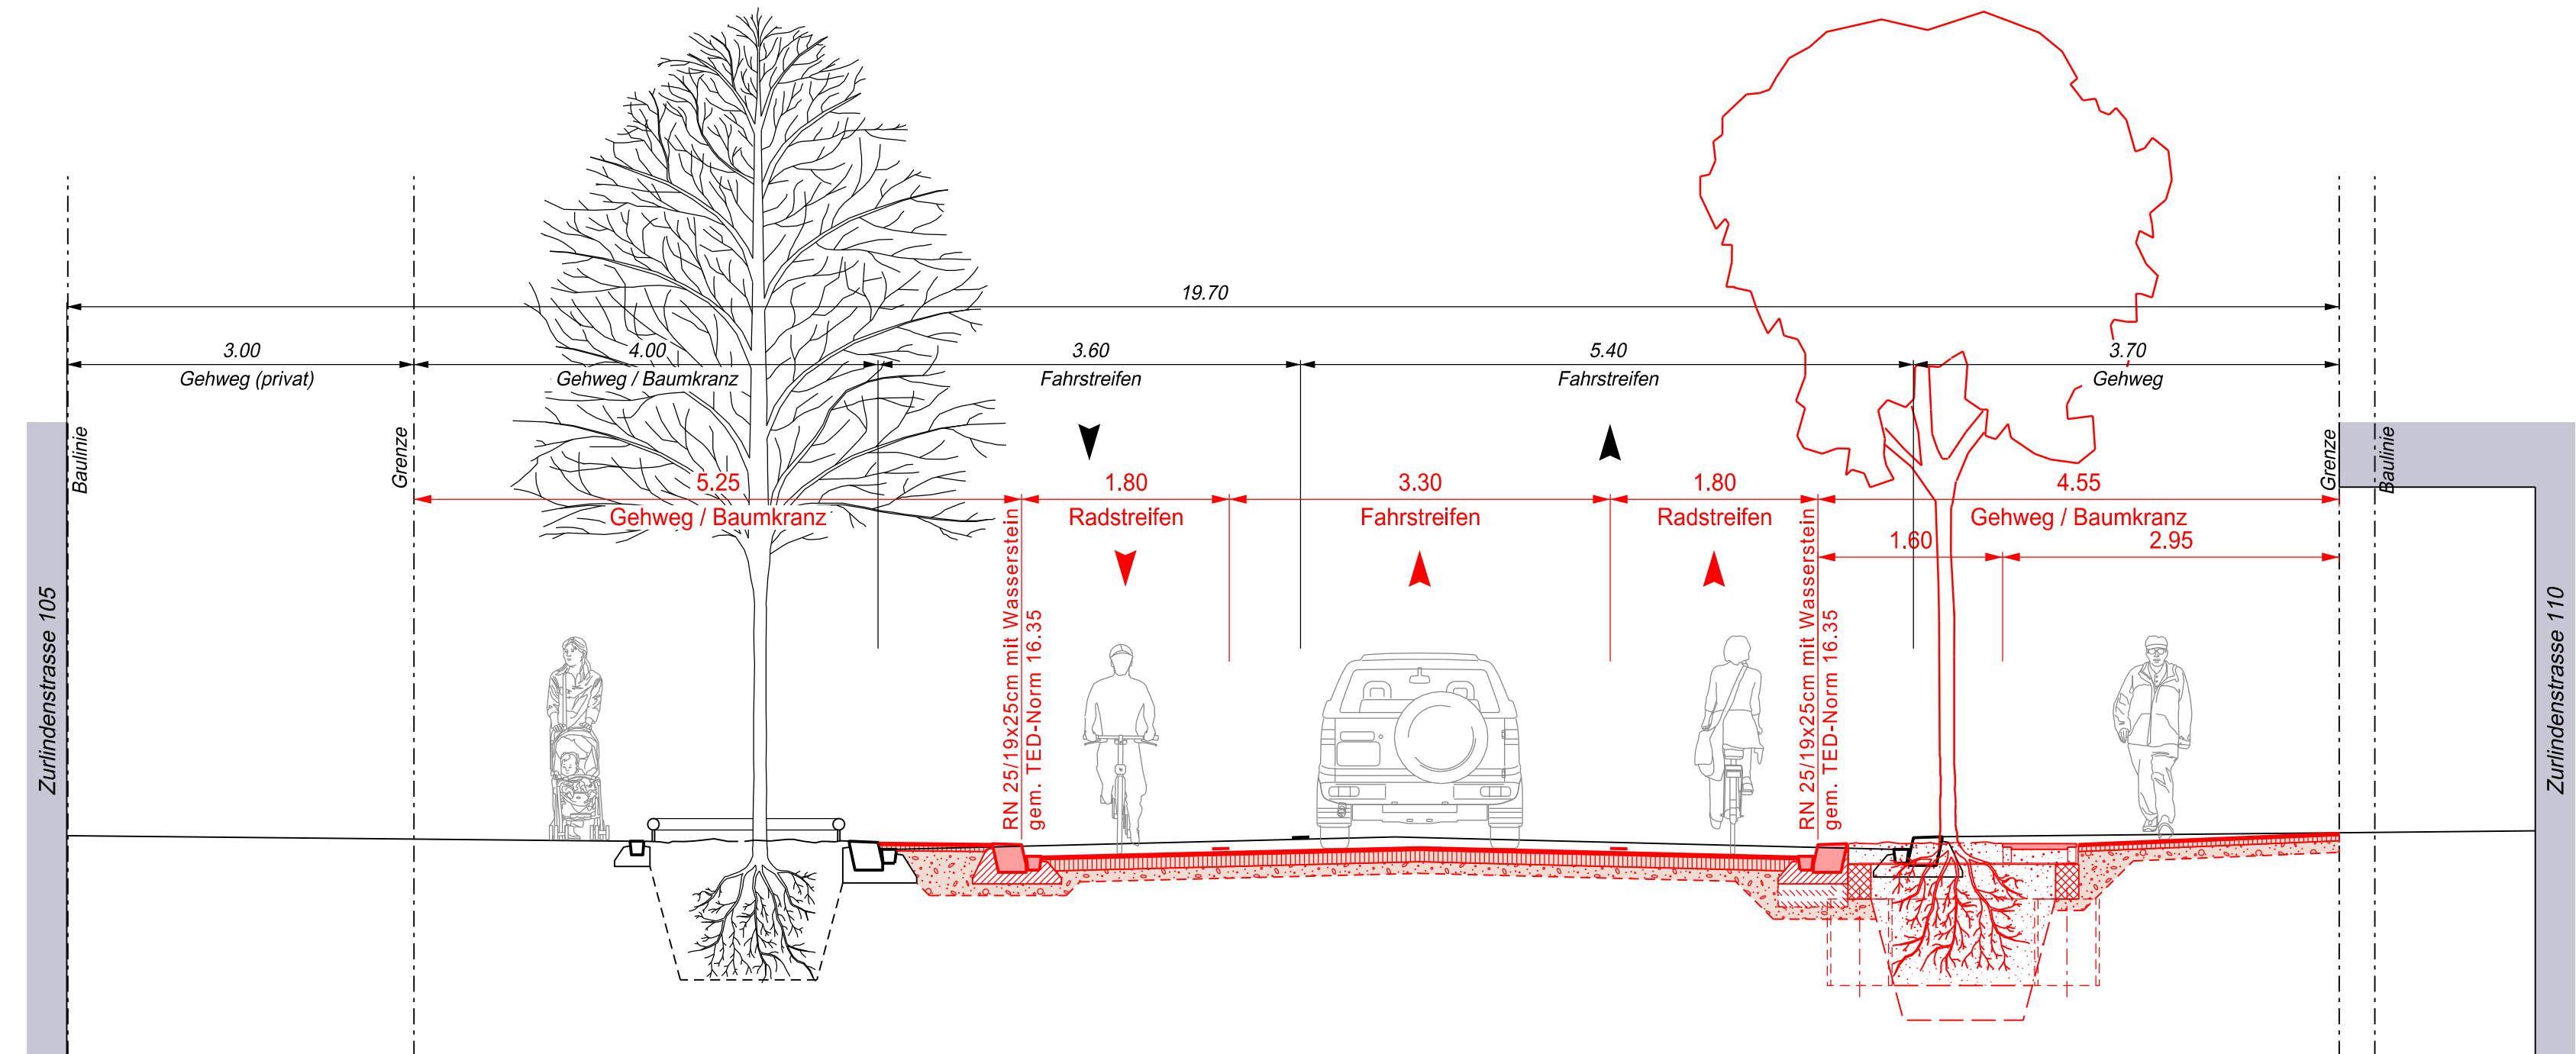 19.70
3.00
4.00
3.60
5.40
3.70
Gehweg (privat)
Gehweg / Baumkranz
Fahrstreifen
Fahrstreifen
Gehweg
Baulinie
Grenze
Grenze
Baulinie
5.25
1.80
3.30
1.80
4.55
Gehweg / Baumkranz
Radstreifen
Fahrstreifen
Radstreifen
Gehweg / Baumkranz
1.60
2.95
RN 25/19x25cm mit Wasserstein
gem. TED-Norm 16.35
RN 25/19x25cm mit Wasserstein
gem. TED-Norm 16.35
Zurlindenstrasse 105
Zurlindenstrasse 110